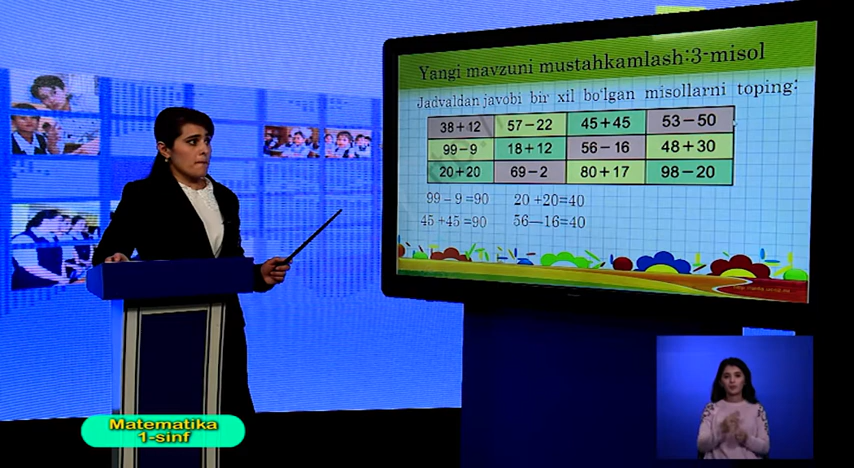 Yangi mavzuni mustahkamlash:3-misol
Jadvaldan javobi bir xil bo'lgan misollarni toping:
38+12 57−22 45+45 53−50
99−9 18+12 56−16 48+30
20+20 69−2 80+17 98−20
99 – 9 =90 20 +20=40
45 +45 =90 56—16=40
Matematika
1-sinf